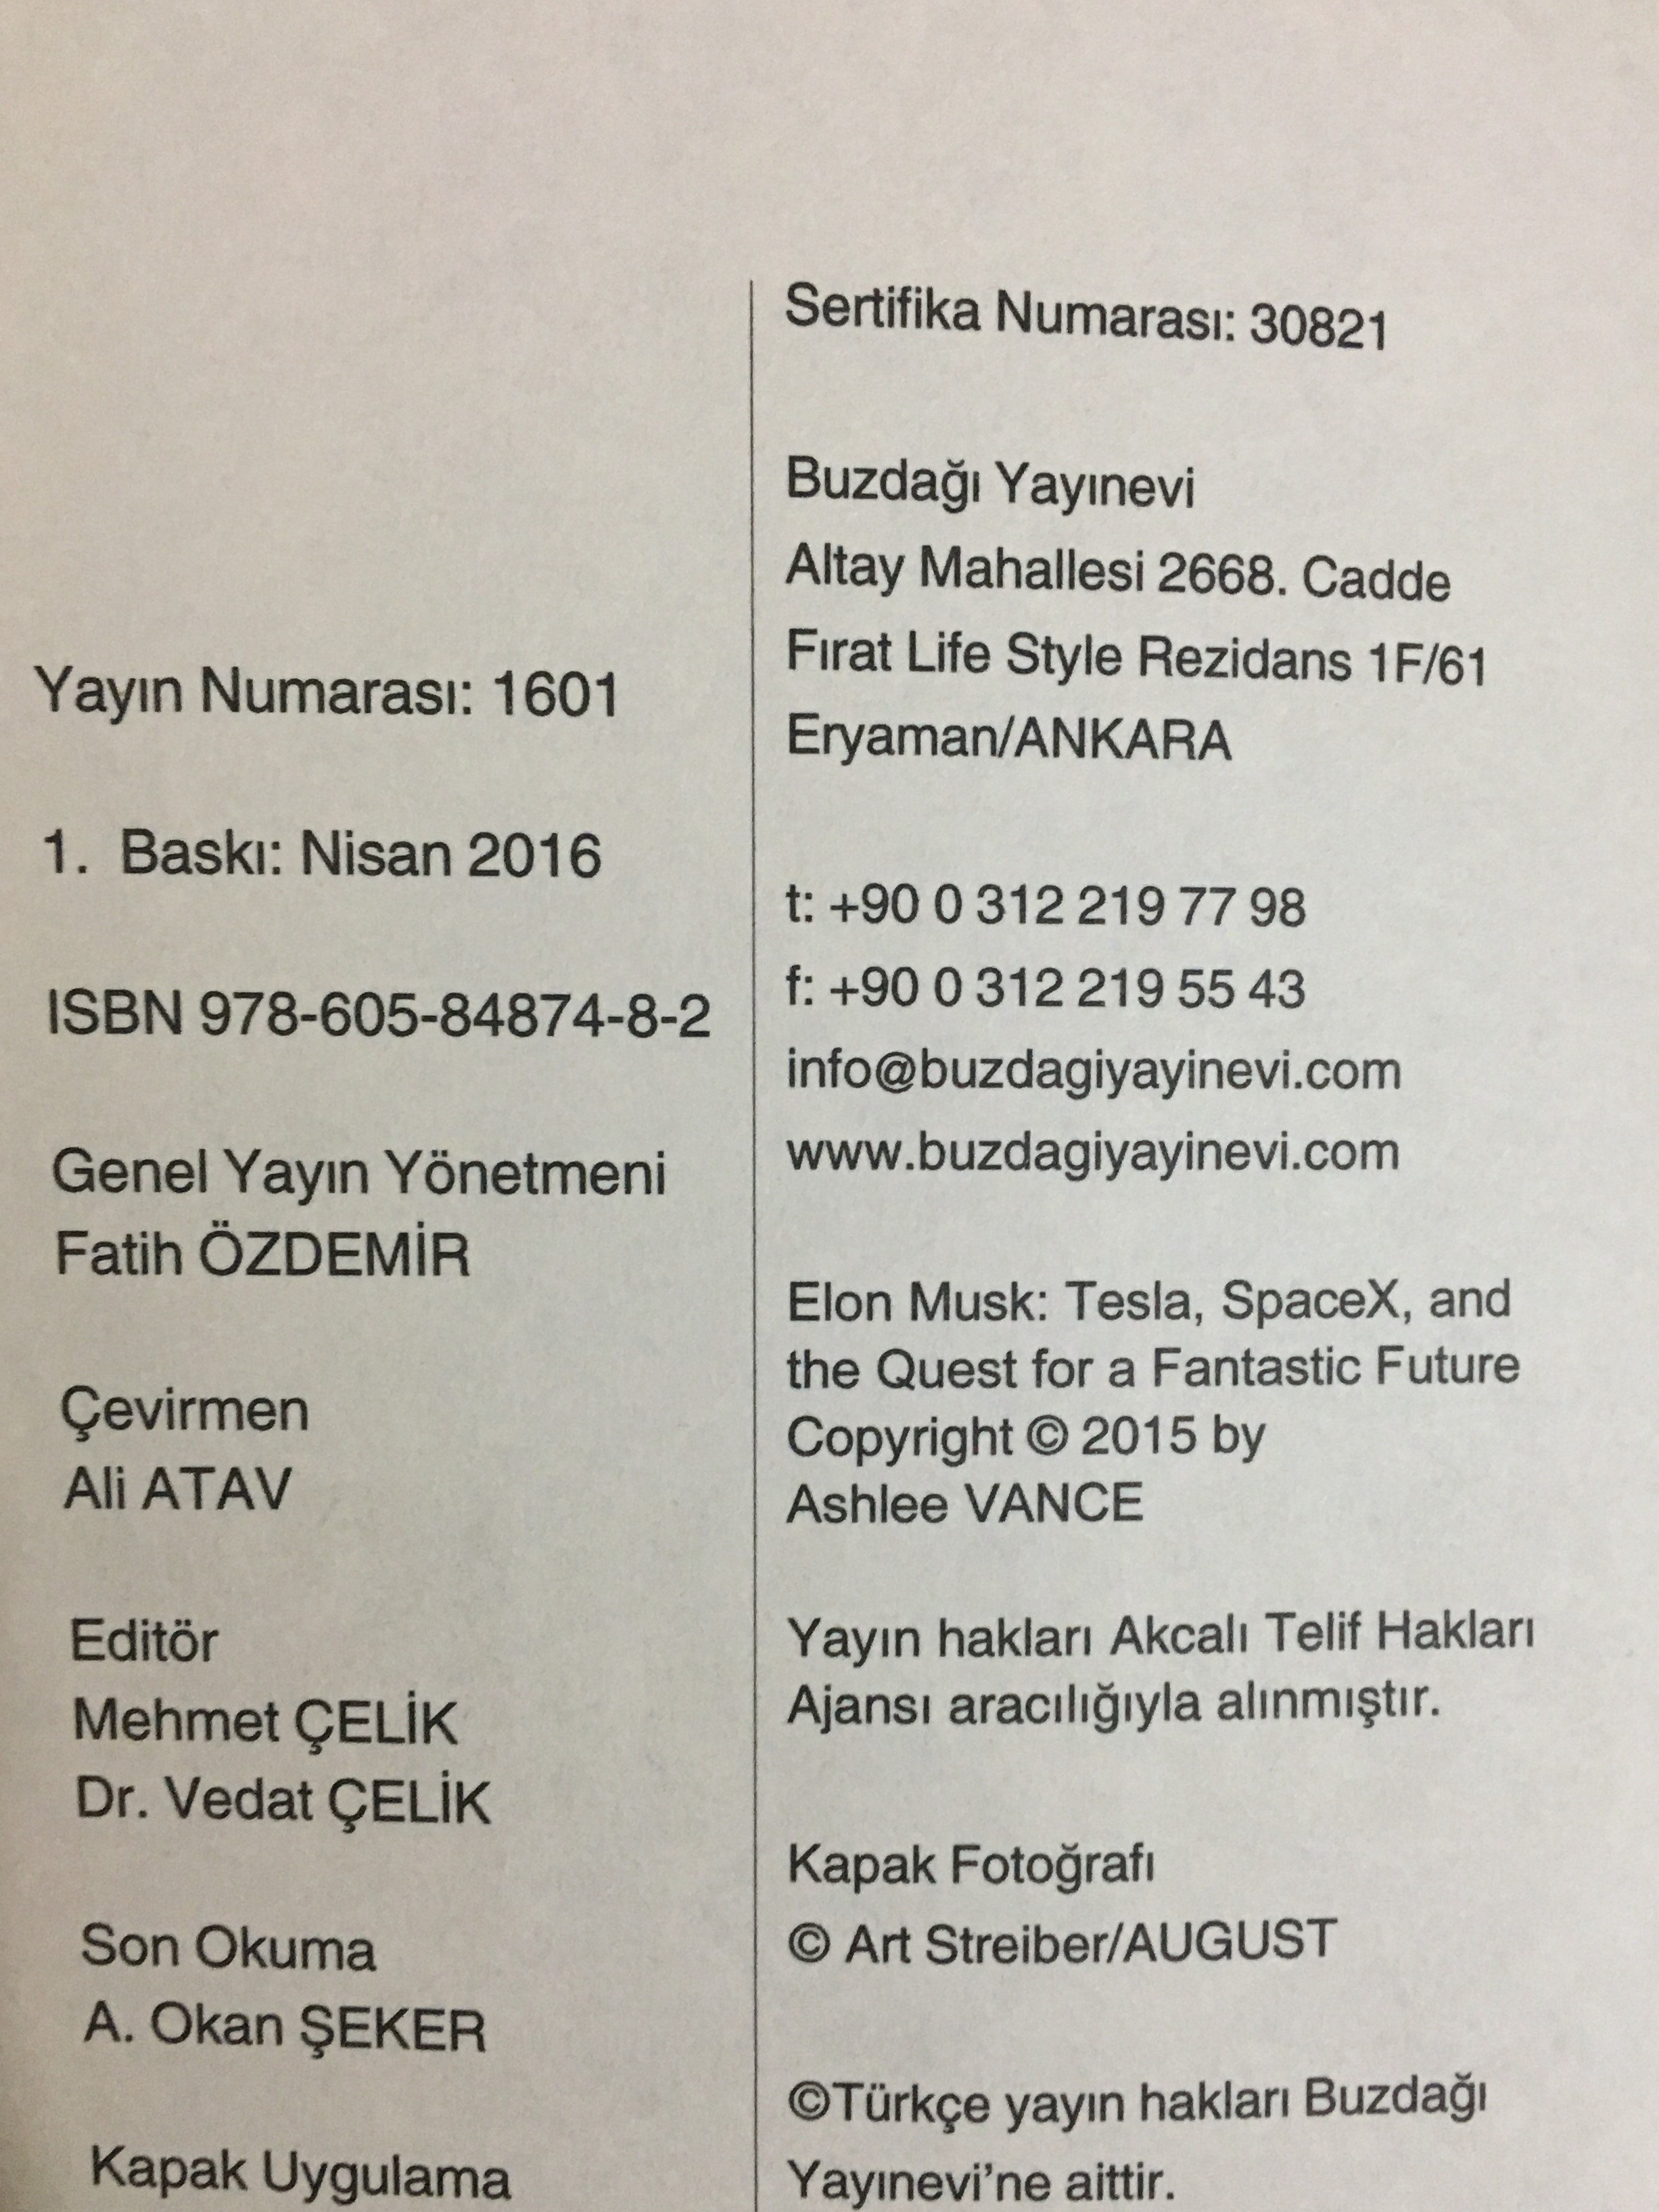 Yayın Numarası: 1601
1. Baskı: Nisan 2016
ISBN 978-605-84874-8-2
Genel Yayın Yönetmeni
Fatih ÖZDEMİR
Çevirmen
Ali ATAV
Editör
Mehmet ÇELİK
Dr. Vedat ÇELİK
Son Okuma
A. Okan ŞEKER
Kapak Uygulama
Sertifika Numarası: 30821
Buzdağı Yayınevi
Altay Mahallesi 2668. Cadde
Fırat Life Style Rezidans 1F/61
Eryaman/ANKARA
t: +90 0 312 219 77 98
f: +90 0 312 219 55 43
info@buzdagiyayinevi.com
www.buzdagiyayinevi.com
Elon Musk: Tesla, SpaceX, and
the Quest for a Fantastic Future
Copyright © 2015 by
Ashlee VANCE
Yayın hakları Akcalı Telif Hakları
Ajansı aracılığıyla alınmıştır.
Kapak Fotoğrafı
© Art Streiber/AUGUST
©Türkçe yayın hakları Buzdağı
Yayınevi’ne aittir.